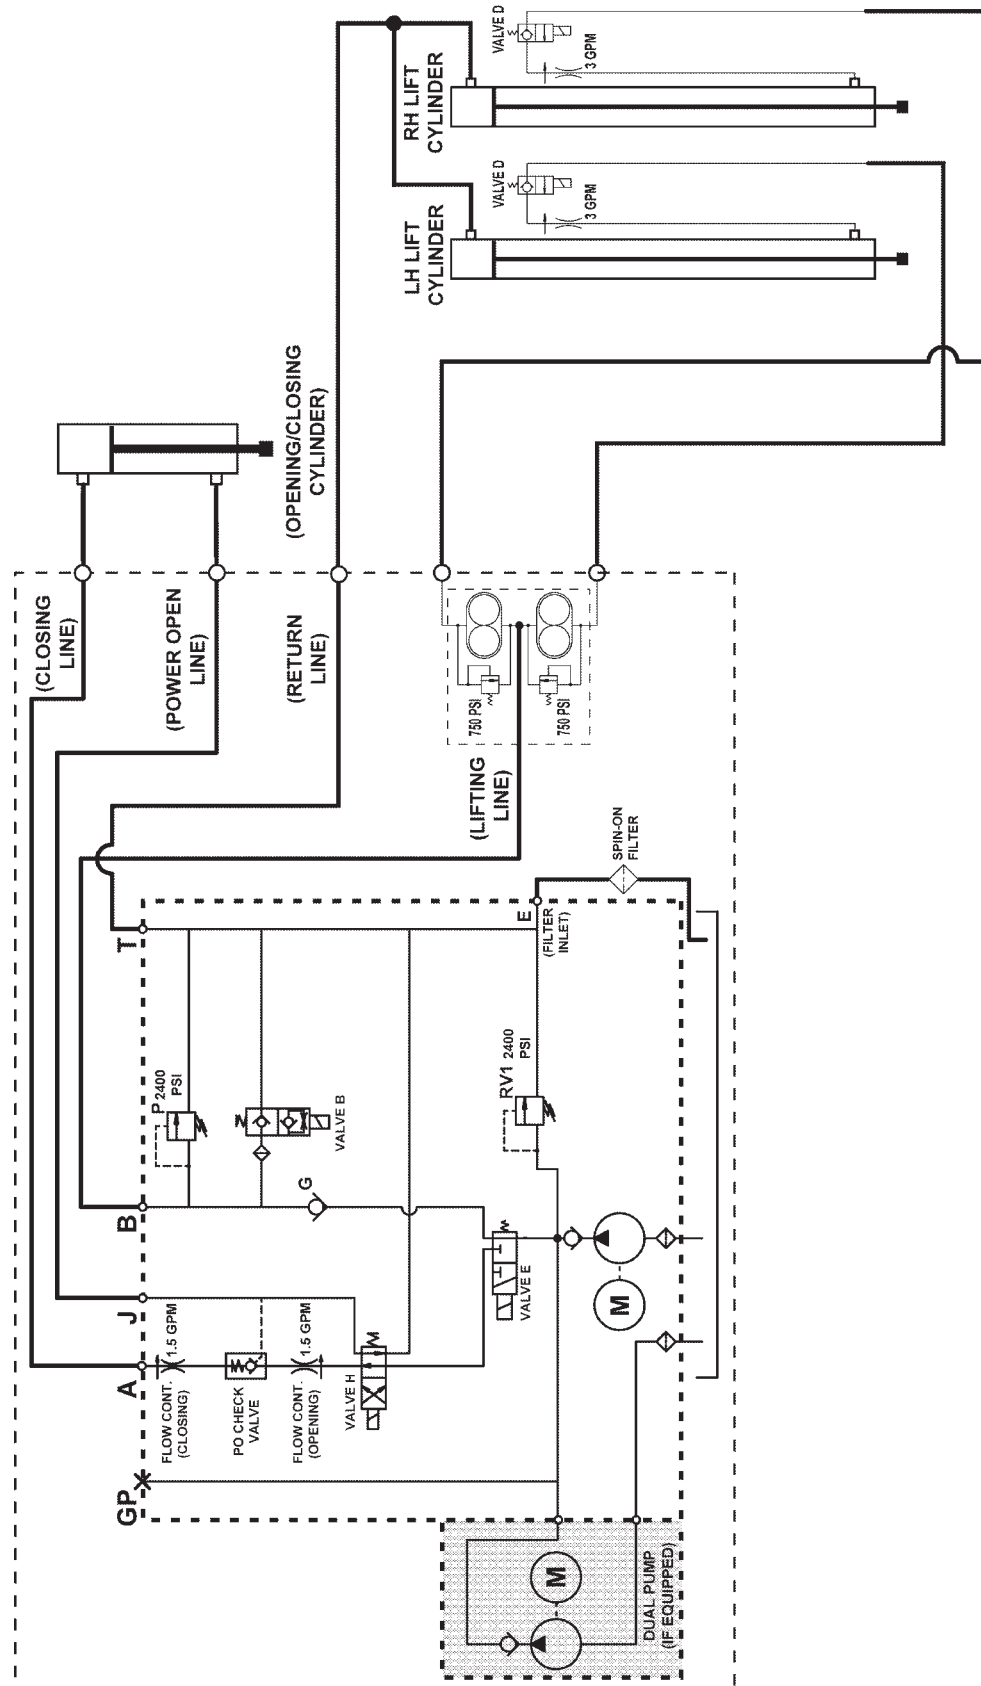 VALVE D
3 GPM
RH LIFT
CYLINDER
VALVE D
3 GPM
LH LIFT
CYLINDER
(OPENING/CLOSING
CYLINDER)
(CLOSING
LINE)
(POWER OPEN
LINE)
(RETURN
LINE)
750 PSI
750 PSI
(LIFTING
LINE)
SPIN-ON
FILTER
T
E
(FILTER
INLET)
P 2400
PSI
VALVE B
RV1 2400
PSI
B
G
J
VALVE E
M
A
1.5 GPM
FLOW CONT.
(CLOSING)
PO CHECK
VALVE
1.5 GPM
FLOW CONT.
(OPENING)
VALVE H
GP
M
DUAL PUMP
(IF EQUIPPED)